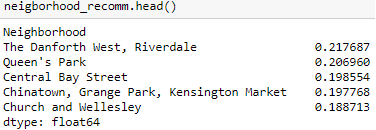 neigborhood_recomm.head()
Neighborhood
The Danforth West, Riverdale 0.217687
Queen's Park 0.206960
Central Bay Street 0.198554
Chinatown, Grange Park, Kensington Market 0.197768
Church and Wellesley 0.188713
dtype: float64